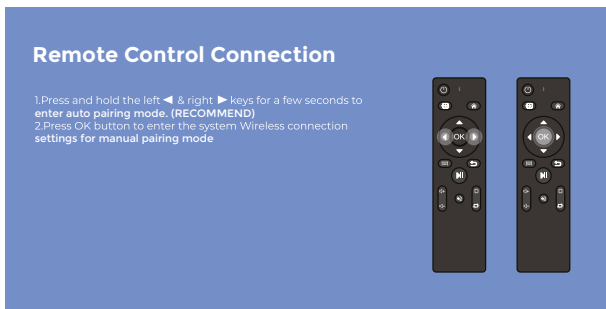 Remote Control Connection
1.Press and hold the left ◀ & right ▶ keys for a few seconds to
enter auto pairing mode. (RECOMMEND)
2.Press OK button to enter the system Wireless connection
settings for manual pairing mode
OK
OK